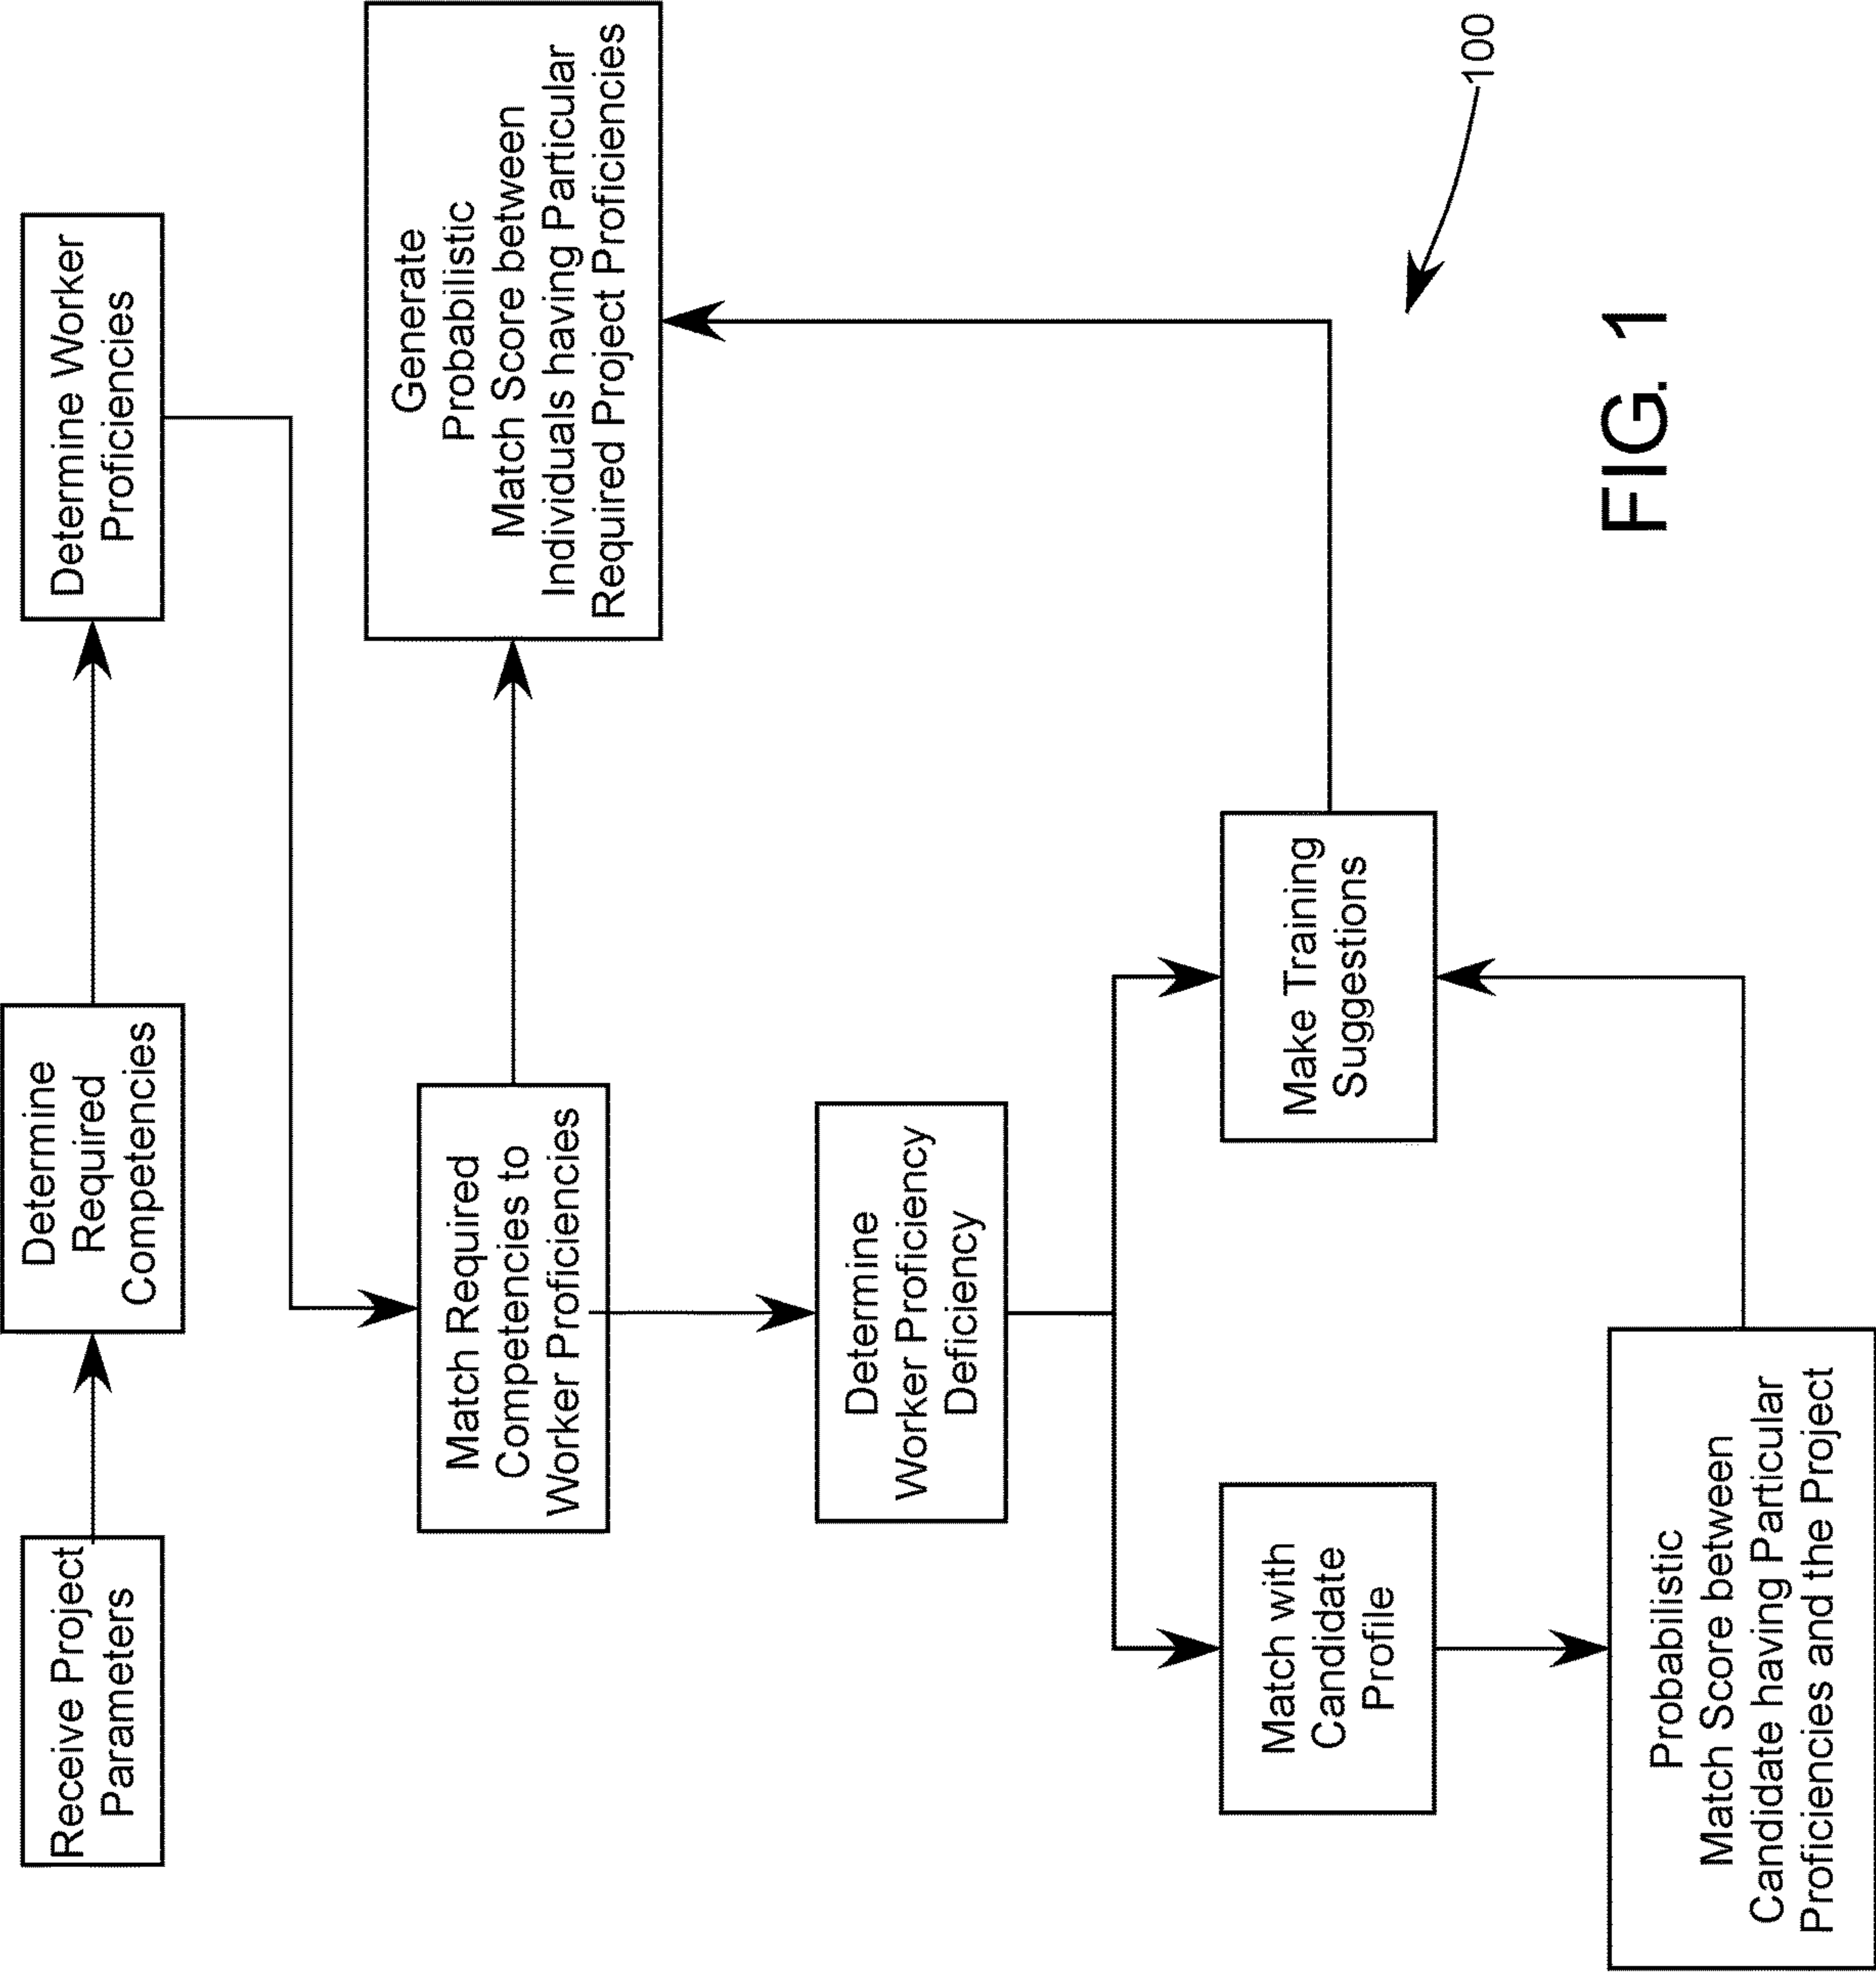 Receive Project
Parameters
Determine
Required
Competencies
Determine Worker
Proficiencies
Match Required
Competencies to
Worker Proficiencies
Generate
Probabilistic
Match Score between
Individuals having Particular
Required Project Proficiencies
Determine
Worker Proficiency
Deficiency
Match with
Candidate
Profile
Make Training
Suggestions
Probabilistic
Match Score between
Candidate having Particular
Proficiencies and the Project
100
FIG. 1